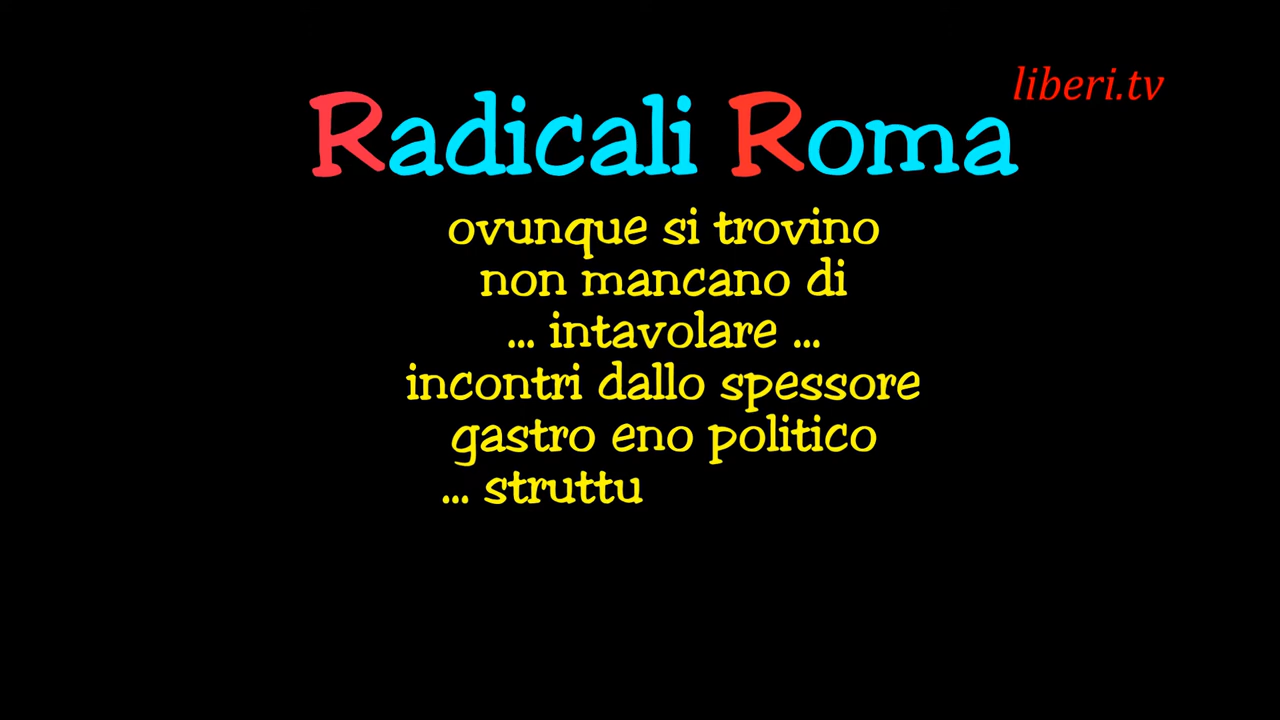 liberi.tv
Radicali Roma
ovunque si trovino
non mancano di
... intavolare ...
incontri dallo spessore
gastro eno politico
... struttu